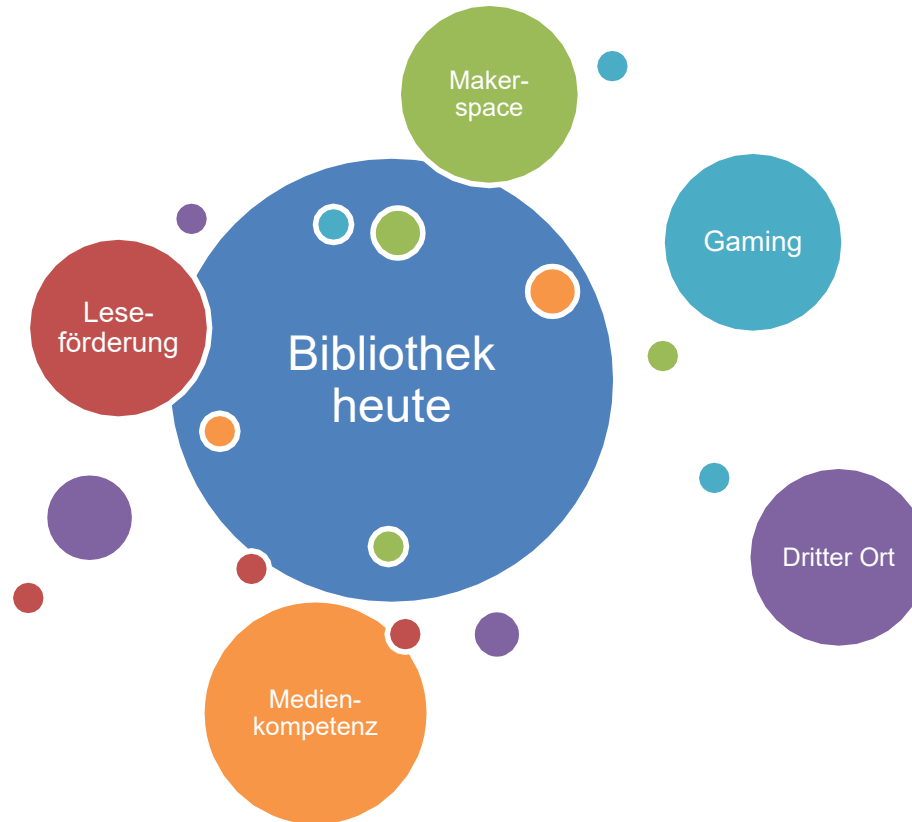 Maker-
space
Gaming
Lese-
förderung
Bibliothek
heute
Dritter Ort
Medien-
kompetenz